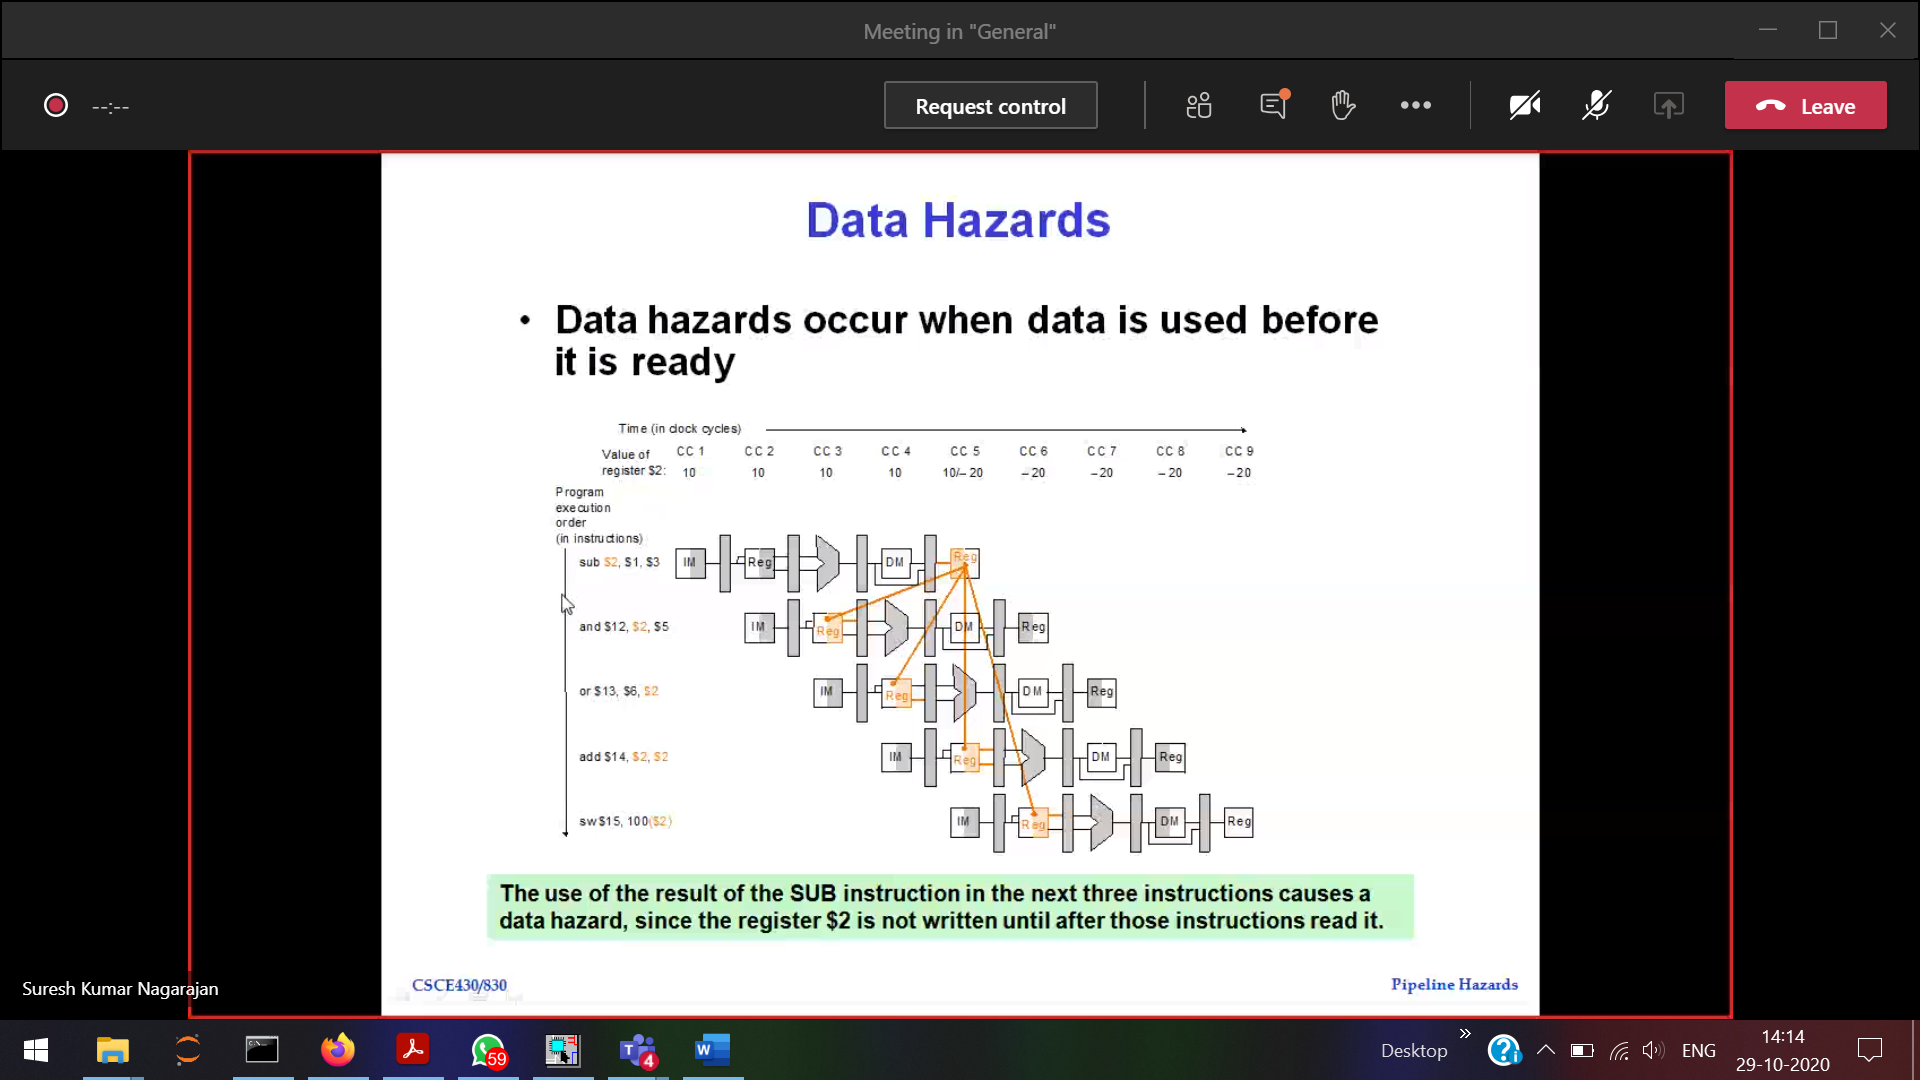 Meeting in "General"
--:--
Request control
Leave
Data Hazards
• Data hazards occur when data is used before
it is ready
Time (in clock cycles)
Value of register $2:
CC 1 CC 2 CC 3 CC 4 CC 5 CC 6 CC 7 CC 8 CC 9
10 10 10 10 10/–20 –20 –20 –20 –20
Program
execution
order
(in instructions)
sub $2, $1, $3 IM Reg DM Reg
and $12, $2, $5 IM Reg DM Reg
or $13, $6, $2 IM Reg DM Reg
add $14, $2, $2 IM Reg DM Reg
sw $15, 100($2) IM Reg DM Reg
The use of the result of the SUB instruction in the next three instructions causes a
data hazard, since the register $2 is not written until after those instructions read it.
Suresh Kumar Nagarajan
CSCE430/830
Pipeline Hazards
59
4
Desktop
ENG
14:14
29-10-2020